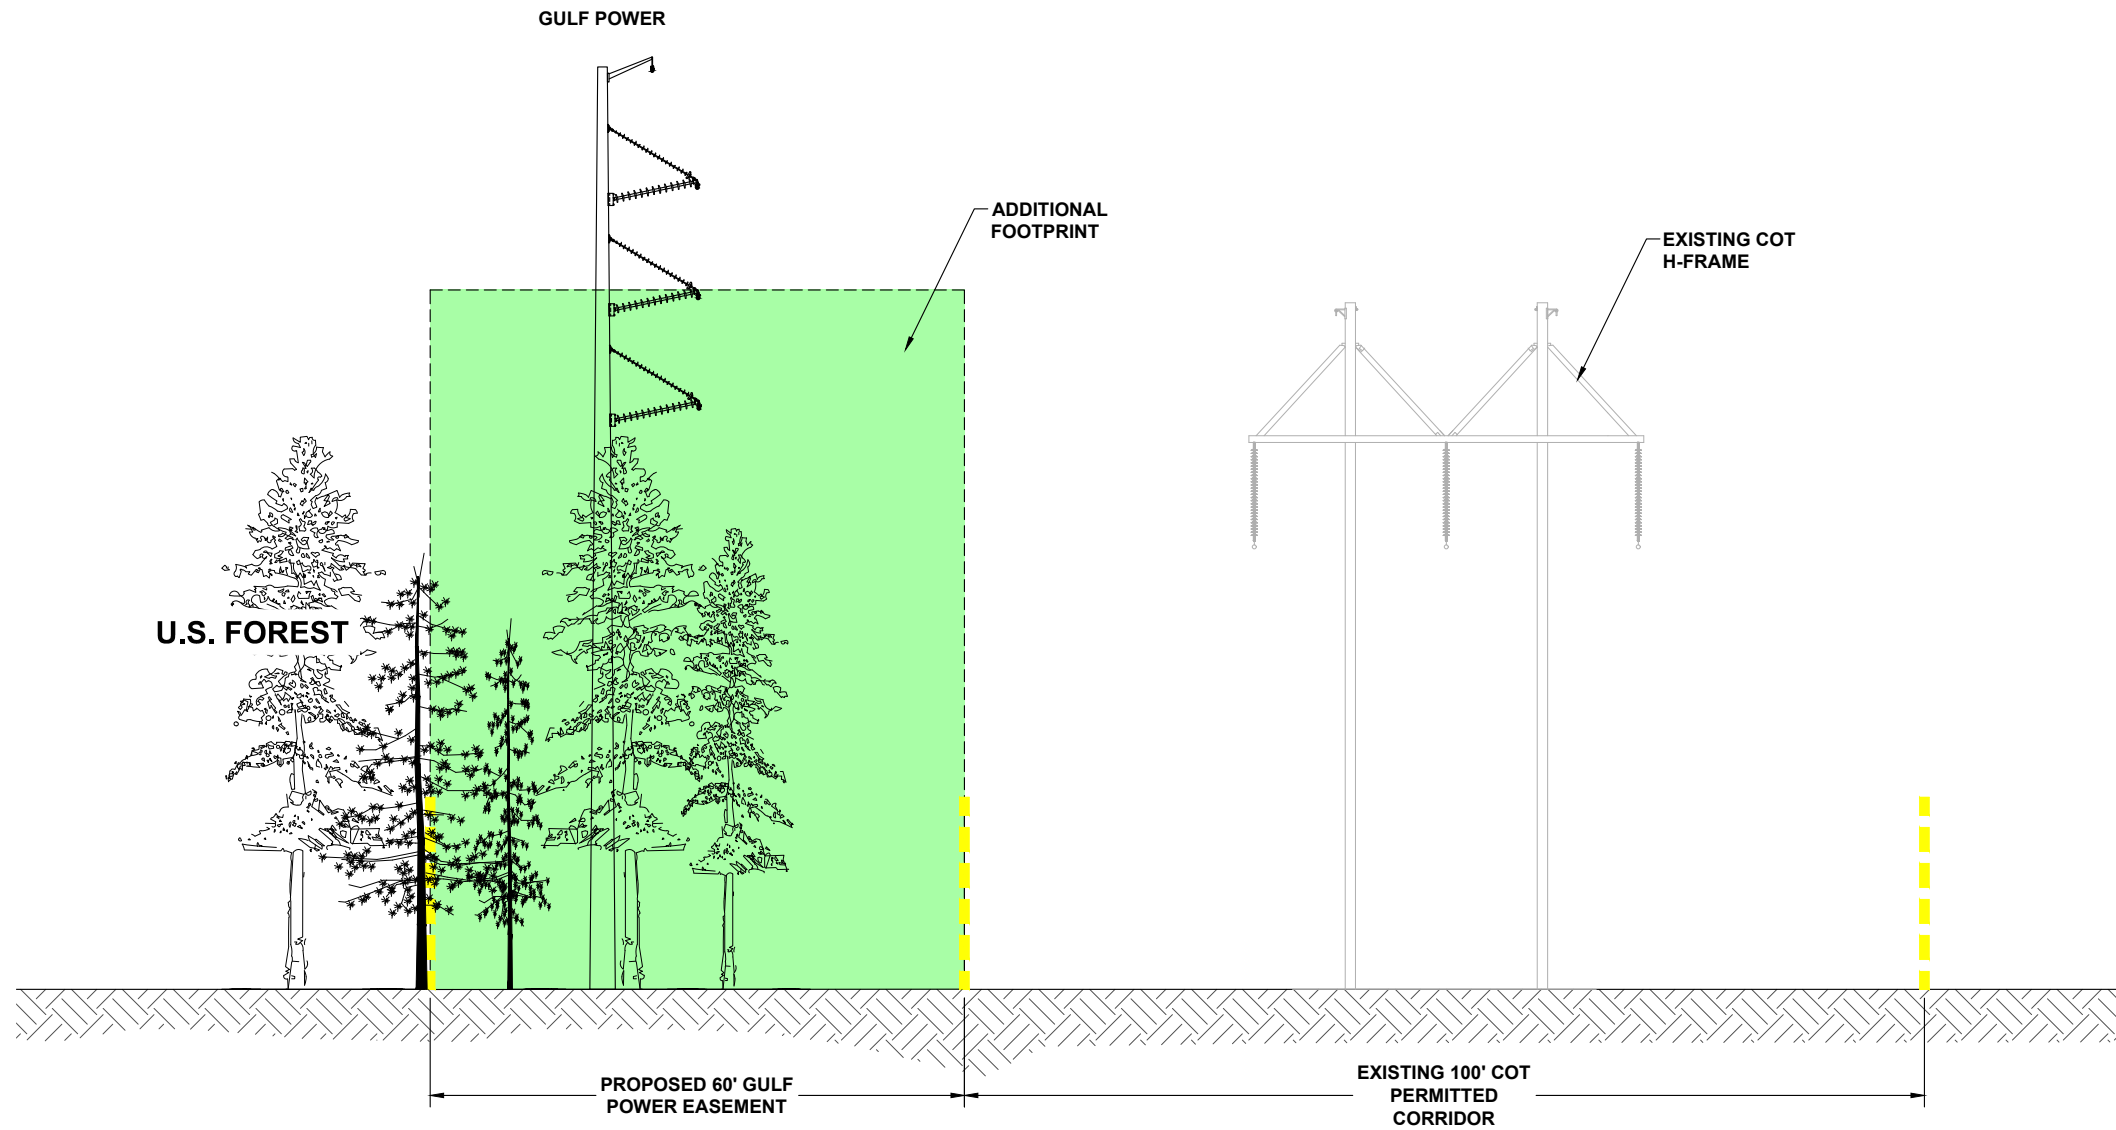 GULF POWER
ADDITIONAL
FOOTPRINT
EXISTING COT
H-FRAME
U.S. FOREST
PROPOSED 60' GULF
POWER EASEMENT
EXISTING 100' COT
PERMITTED
CORRIDOR